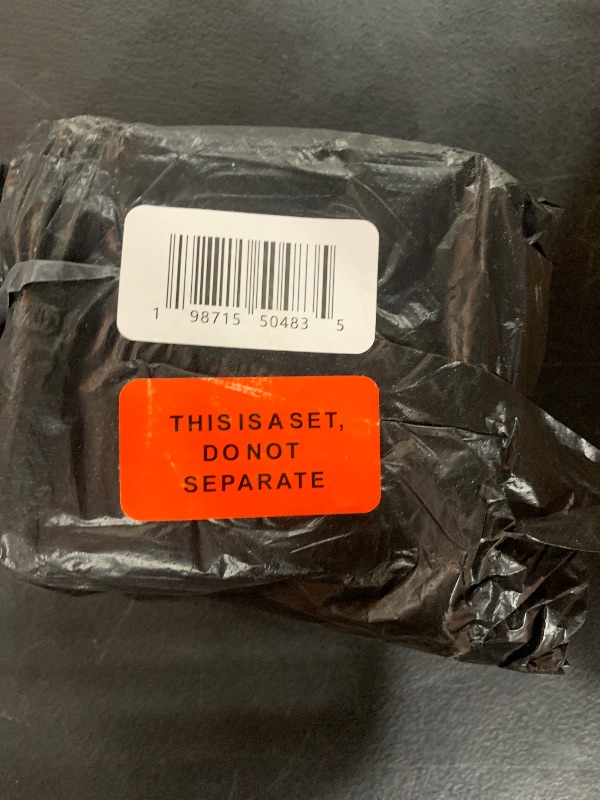 1 98715 50483 5
THIS IS A SET,
DO NOT
SEPARATE